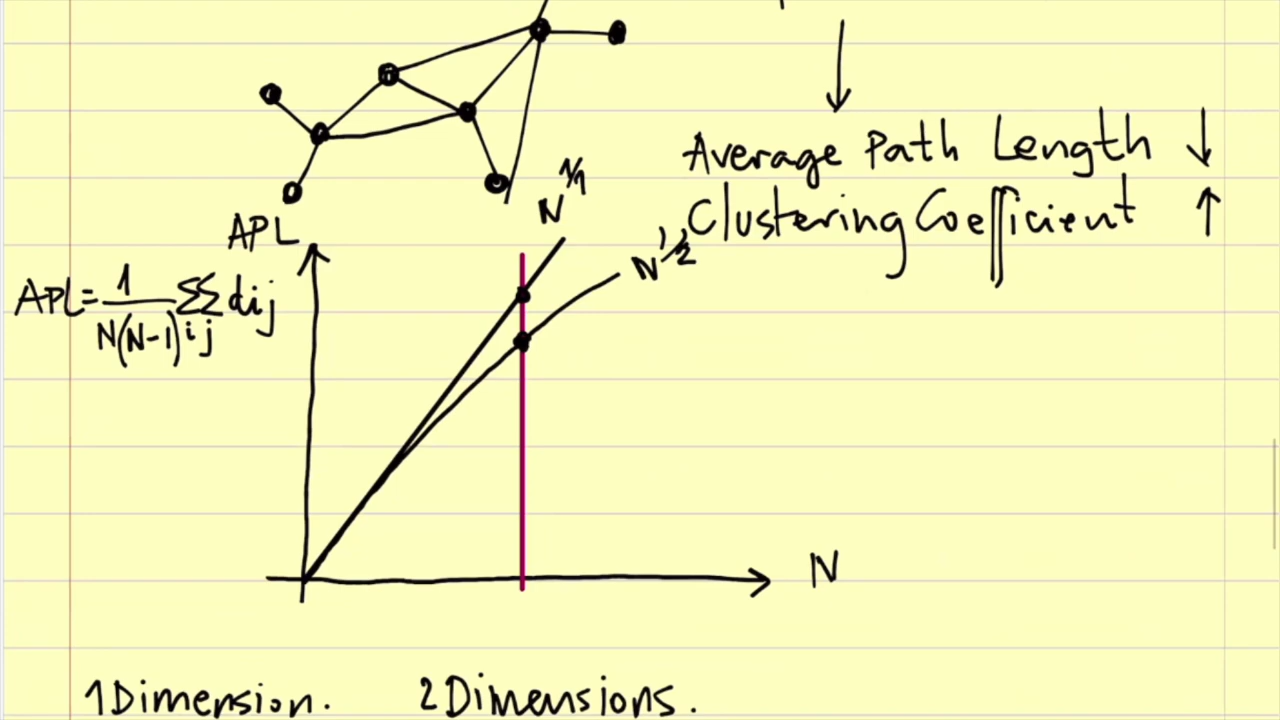 Average Path Length ↓
Clustering Coefficient ↑
N^1/1
N^1/2
APL
APL = 1/N(N-1) ΣΣ dij
i j
N
1 Dimension. 2 Dimensions.